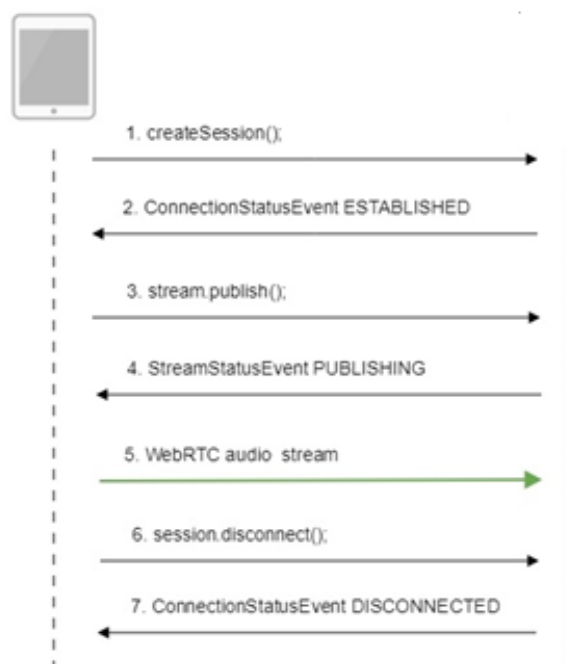 1. createSession();
2. ConnectionStatusEvent ESTABLISHED
3. stream.publish();
4. StreamStatusEvent PUBLISHING
5. WebRTC audio stream
6. session.disconnect();
7. ConnectionStatusEvent DISCONNECTED